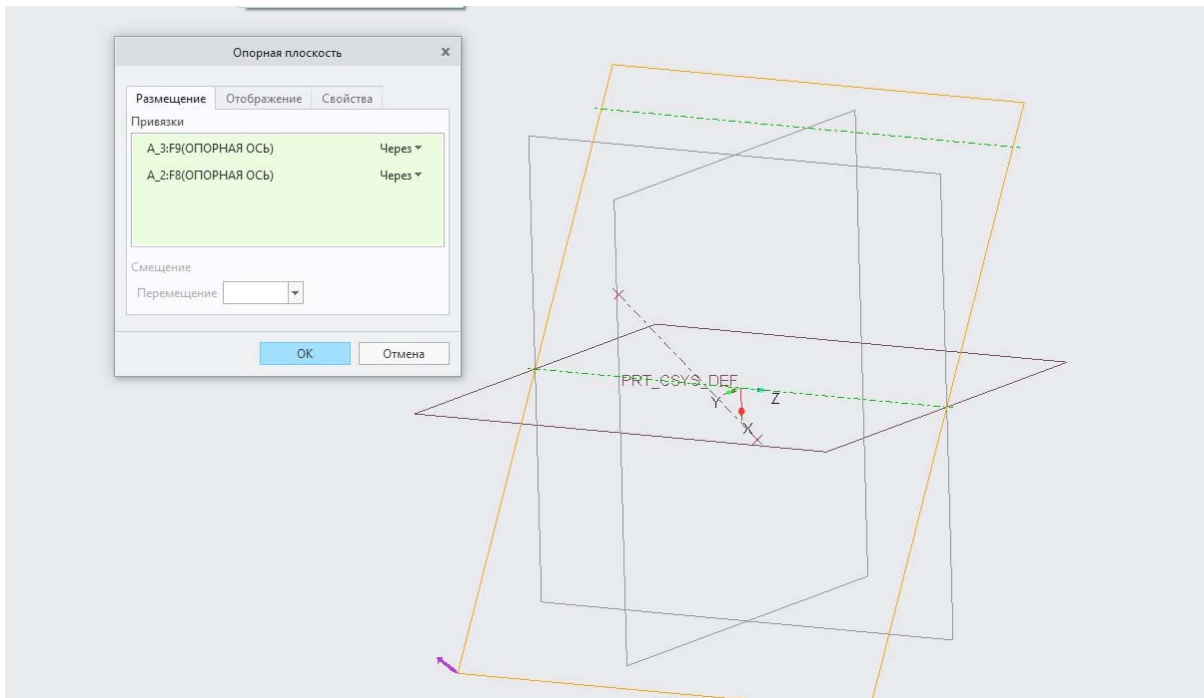 Опорная плоскость x
Размещение Отображение Свойства
Привязки
A_3:F9(ОПОРНАЯ ОСЬ) Через
A_2:F8(ОПОРНАЯ ОСЬ) Через
Смещение
Перемещение
ОК Отмена
PRT_CSYS_DEF
Y Z
X